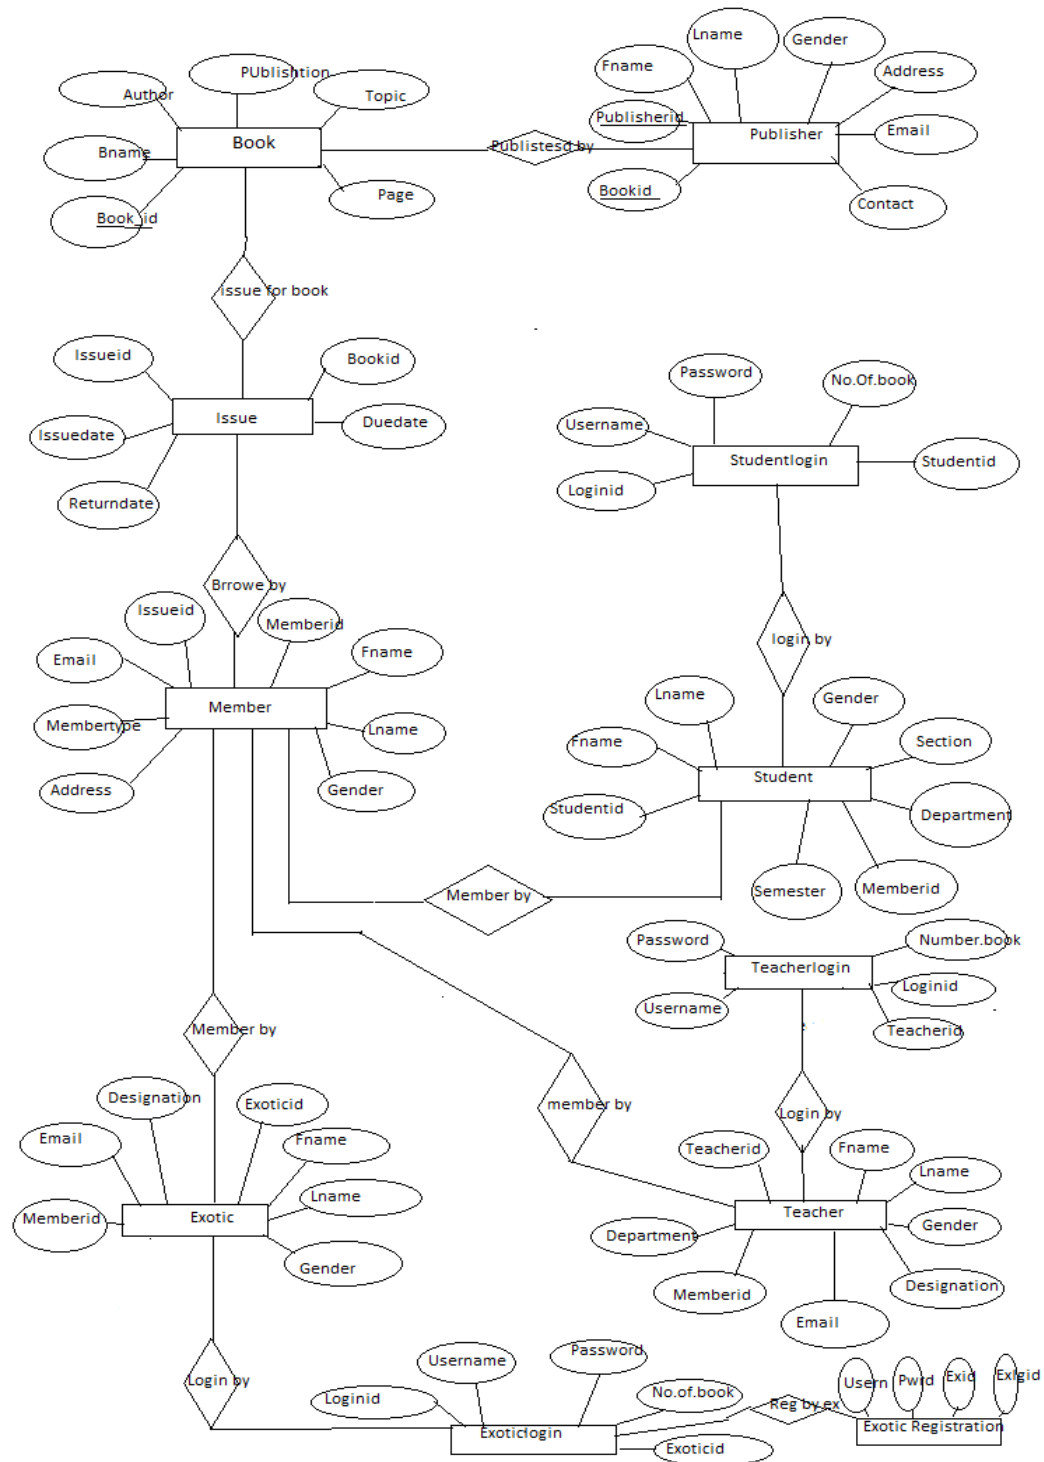 PUblishtion
Author
Topic
Book
Bname
Page
Book_id
Publistesd by
Lname
Gender
Fname
Address
Publisherid
Publisher
Email
Bookid
Contact
issue for book
Issueid
Bookid
Issue
Issuedate
Duedate
Returndate
Password
No.Of.book
Username
Studentlogin
Loginid
Studentid
Brrowe by
Issueid
Memberid
Email
Fname
Member
Membertype
Lname
Address
Gender
login by
Lname
Gender
Fname
Section
Student
Studentid
Department
Semester
Memberid
Member by
Password
Number.book
Teacherlogin
Loginid
Username
Teacherid
Member by
member by
Login by
Designation
Exoticid
Email
Fname
Memberid
Exotic
Lname
Gender
Teacherid
Fname
Lname
Teacher
Department
Gender
Memberid
Designation
Email
Login by
Username
Password
Loginid
No.of.book
Exoticlogin
Exoticid
Reg by ex
Usern
Pwrd
Exid
Exlgid
Exotic Registration